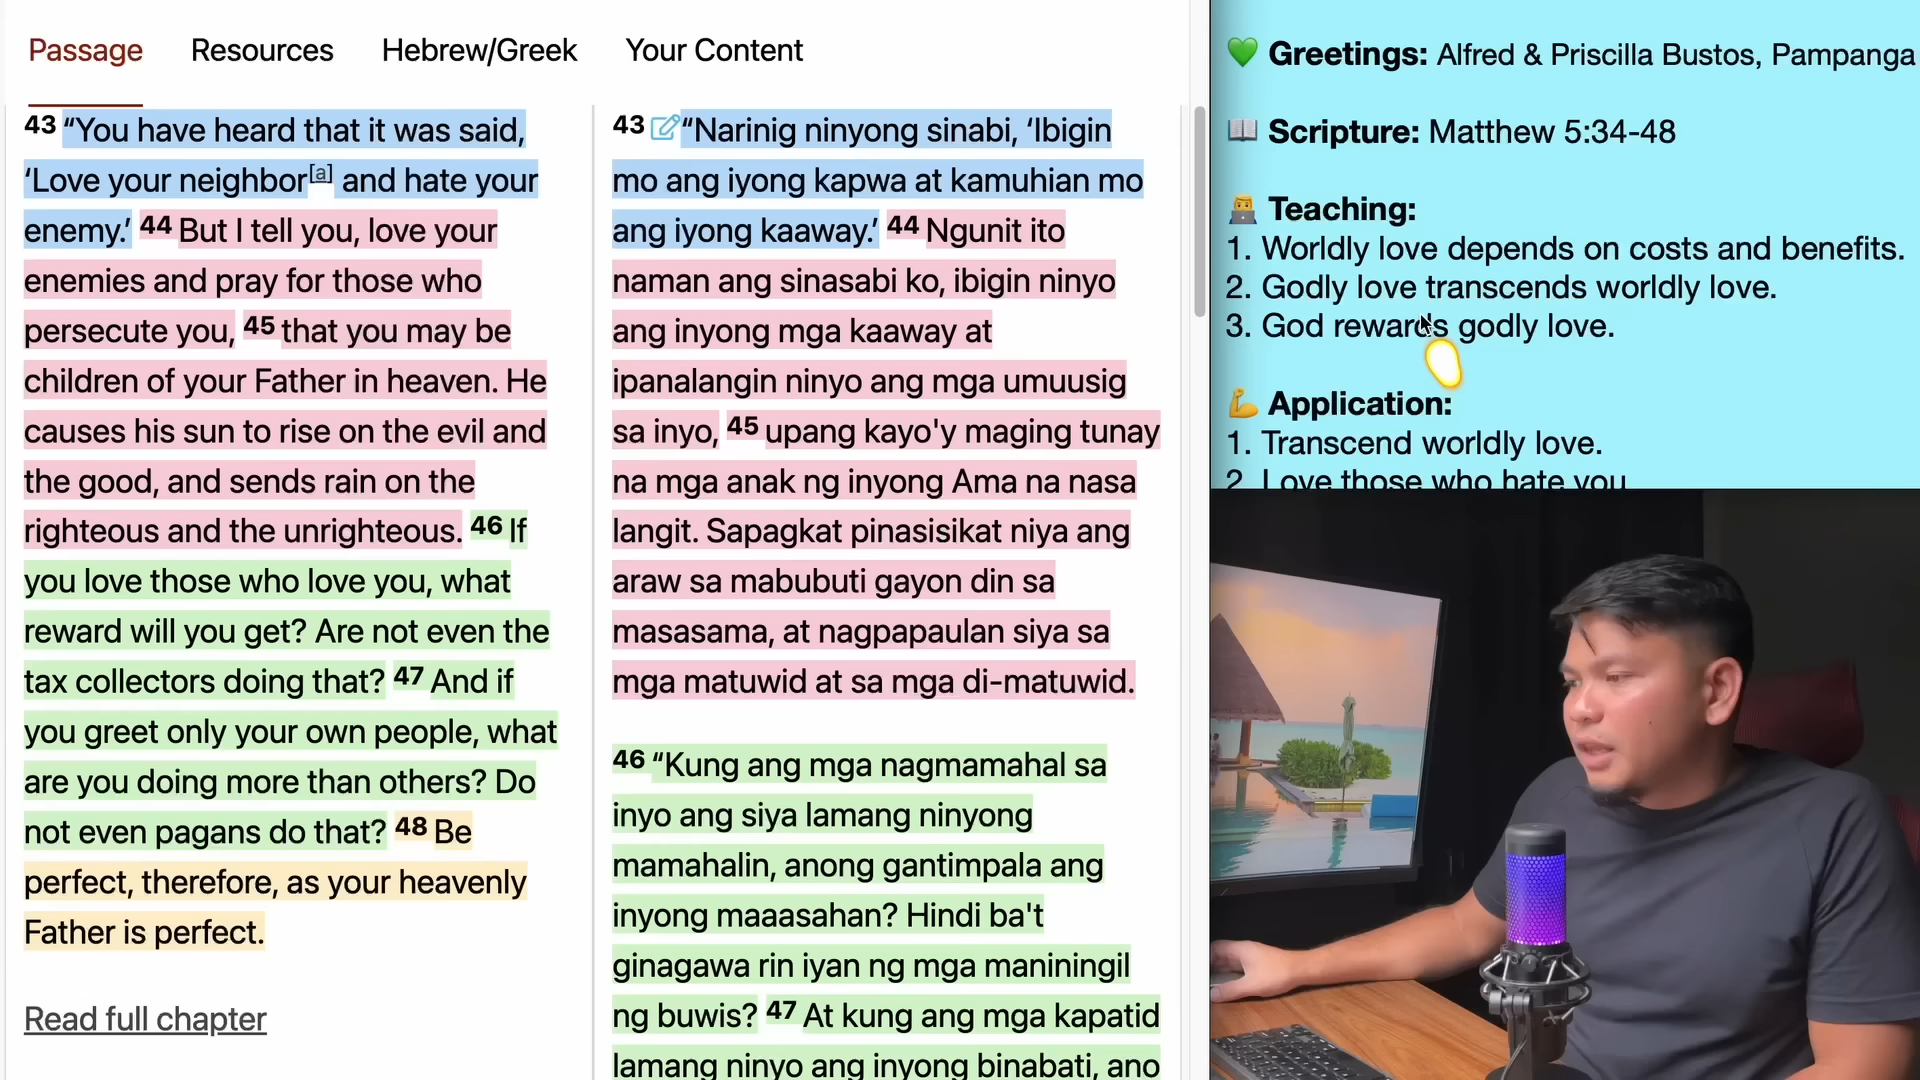 Passage Resources Hebrew/Greek Your Content
43 “You have heard that it was said,
‘Love your neighbor[a] and hate your
enemy.’ 44 But I tell you, love your
enemies and pray for those who
persecute you, 45 that you may be
children of your Father in heaven. He
causes his sun to rise on the evil and
the good, and sends rain on the
righteous and the unrighteous. 46 If
you love those who love you, what
reward will you get? Are not even the
tax collectors doing that? 47 And if
you greet only your own people, what
are you doing more than others? Do
not even pagans do that? 48 Be
perfect, therefore, as your heavenly
Father is perfect.
Read full chapter
43 “Narinig ninyong sinabi, ‘Ibigin
mo ang iyong kapwa at kamuhian mo
ang iyong kaaway.’ 44 Ngunit ito
naman ang sinasabi ko, ibigin ninyo
ang inyong mga kaaway at
ipanalangin ninyo ang mga umuusig
sa inyo, 45 upang kayo'y maging tunay
na mga anak ng inyong Ama na nasa
langit. Sapagkat pinasisikat niya ang
araw sa mabubuti gayon din sa
masasama, at nagpapaulan siya sa
mga matuwid at sa mga di-matuwid.
46 “Kung ang mga nagmamahal sa
inyo ang siya lamang ninyong
mamahalin, anong gantimpala ang
inyong maaasahan? Hindi ba't
ginagawa rin iyan ng mga maniningil
ng buwis? 47 At kung ang mga kapatid
lamang ninyo ang inyong binabati, ano
💚 Greetings: Alfred & Priscilla Bustos, Pampanga
📖 Scripture: Matthew 5:34-48
👨‍💻 Teaching:
1. Worldly love depends on costs and benefits.
2. Godly love transcends worldly love.
3. God rewards godly love.
💪 Application:
1. Transcend worldly love.
2. Love those who hate you